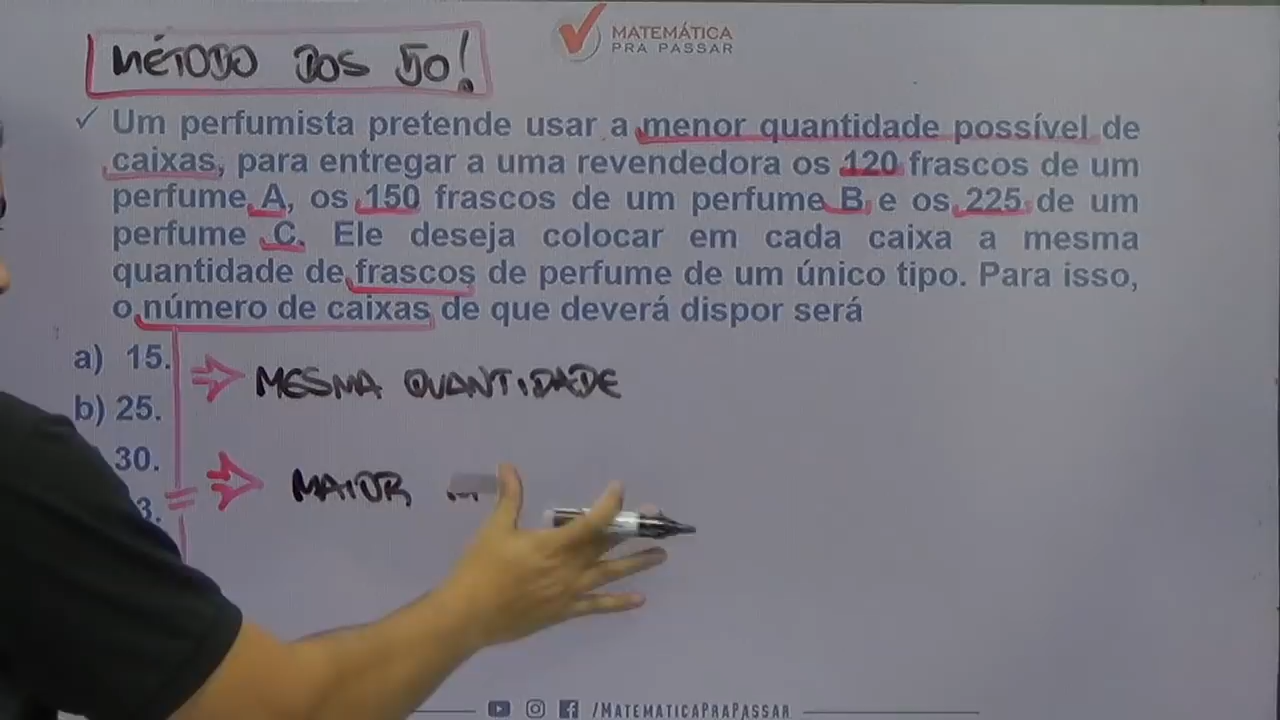 MÉTODO DOS 50!
MATEMÁTICA
PRA PASSAR
✓ Um perfumista pretende usar a menor quantidade possível de
caixas, para entregar a uma revendedora os 120 frascos de um
perfume A, os 150 frascos de um perfume B e os 225 de um
perfume C. Ele deseja colocar em cada caixa a mesma
quantidade de frascos de perfume de um único tipo. Para isso,
o número de caixas de que deverá dispor será
a) 15.
b) 25.
30.
3.
⇒ MESMA QUANTIDADE
⇒ MAIOR
/MATEMATICAPRAPASSAR